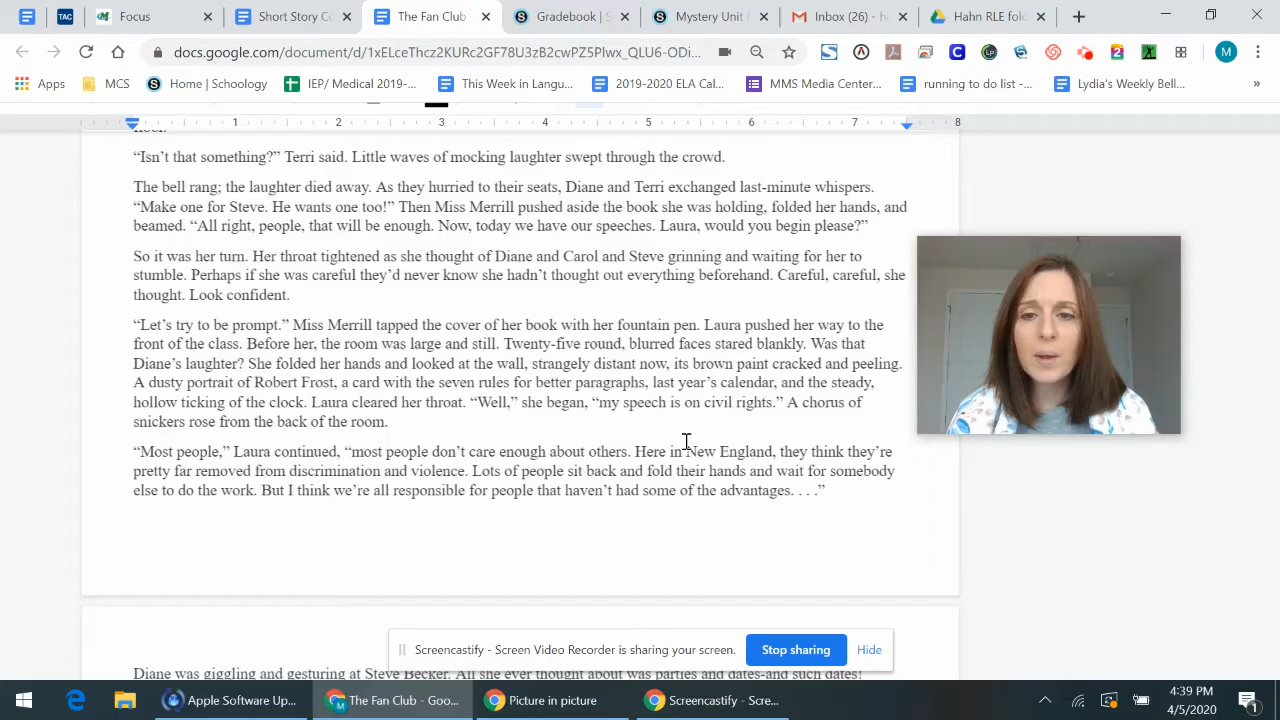 Focus
Short Story Co
The Fan Club
Gradebook | S
Mystery Unit F
Inbox (26) - h
Hahn RLE fold
docs.google.com/document/d/1xELceThcz2KURc2GF78U3zB2cwPZ5PIwx_QLU6-ODi...
M
Apps
MCS
Home | Schoology
IEP/ Medical 2019-...
This Week in Langu...
2019-2020 ELA Cal...
MMS Media Center...
running to do list -...
Lydia's Weekly Bell...
»
1 2 3 4 5 6 7 8
“Isn’t that something?” Terri said. Little waves of mocking laughter swept through the crowd.
The bell rang; the laughter died away. As they hurried to their seats, Diane and Terri exchanged last-minute whispers.
“Make one for Steve. He wants one too!” Then Miss Merrill pushed aside the book she was holding, folded her hands, and
beamed. “All right, people, that will be enough. Now, today we have our speeches. Laura, would you begin please?”
So it was her turn. Her throat tightened as she thought of Diane and Carol and Steve grinning and waiting for her to
stumble. Perhaps if she was careful they’d never know she hadn’t thought out everything beforehand. Careful, careful, she
thought. Look confident.
“Let’s try to be prompt.” Miss Merrill tapped the cover of her book with her fountain pen. Laura pushed her way to the
front of the class. Before her, the room was large and still. Twenty-five round, blurred faces stared blankly. Was that
Diane’s laughter? She folded her hands and looked at the wall, strangely distant now, its brown paint cracked and peeling.
A dusty portrait of Robert Frost, a card with the seven rules for better paragraphs, last year’s calendar, and the steady,
hollow ticking of the clock. Laura cleared her throat. “Well,” she began, “my speech is on civil rights.” A chorus of
snickers rose from the back of the room.
“Most people,” Laura continued, “most people don’t care enough about others. Here in New England, they think they’re
pretty far removed from discrimination and violence. Lots of people sit back and fold their hands and wait for somebody
else to do the work. But I think we’re all responsible for people that haven’t had some of the advantages. . . .”
Screencastify - Screen Video Recorder is sharing your screen.
Stop sharing
Hide
Diane was giggling and gesturing at Steve Becker. All she ever thought about was parties and dates-and such dates!
Apple Software Up...
The Fan Club - Goo...
Picture in picture
Screencastify - Scre...
4:39 PM
4/5/2020